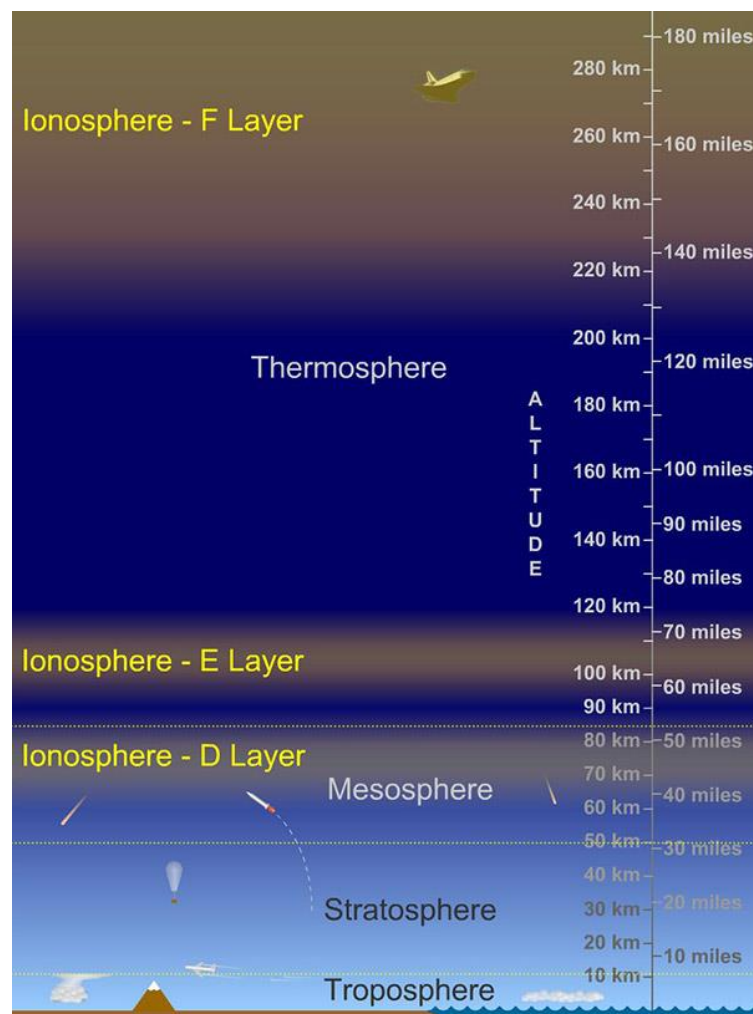 180 miles
280 km
Ionosphere - F Layer
260 km
160 miles
240 km
140 miles
220 km
200 km
Thermosphere
120 miles
ALTITUDE
180 km
160 km
100 miles
90 miles
140 km
80 miles
120 km
70 miles
Ionosphere - E Layer
100 km
60 miles
90 km
Ionosphere - D Layer
80 km
50 miles
70 km
Mesosphere
40 miles
60 km
50 km
30 miles
40 km
Stratosphere
30 km
20 miles
20 km
10 miles
10 km
Troposphere